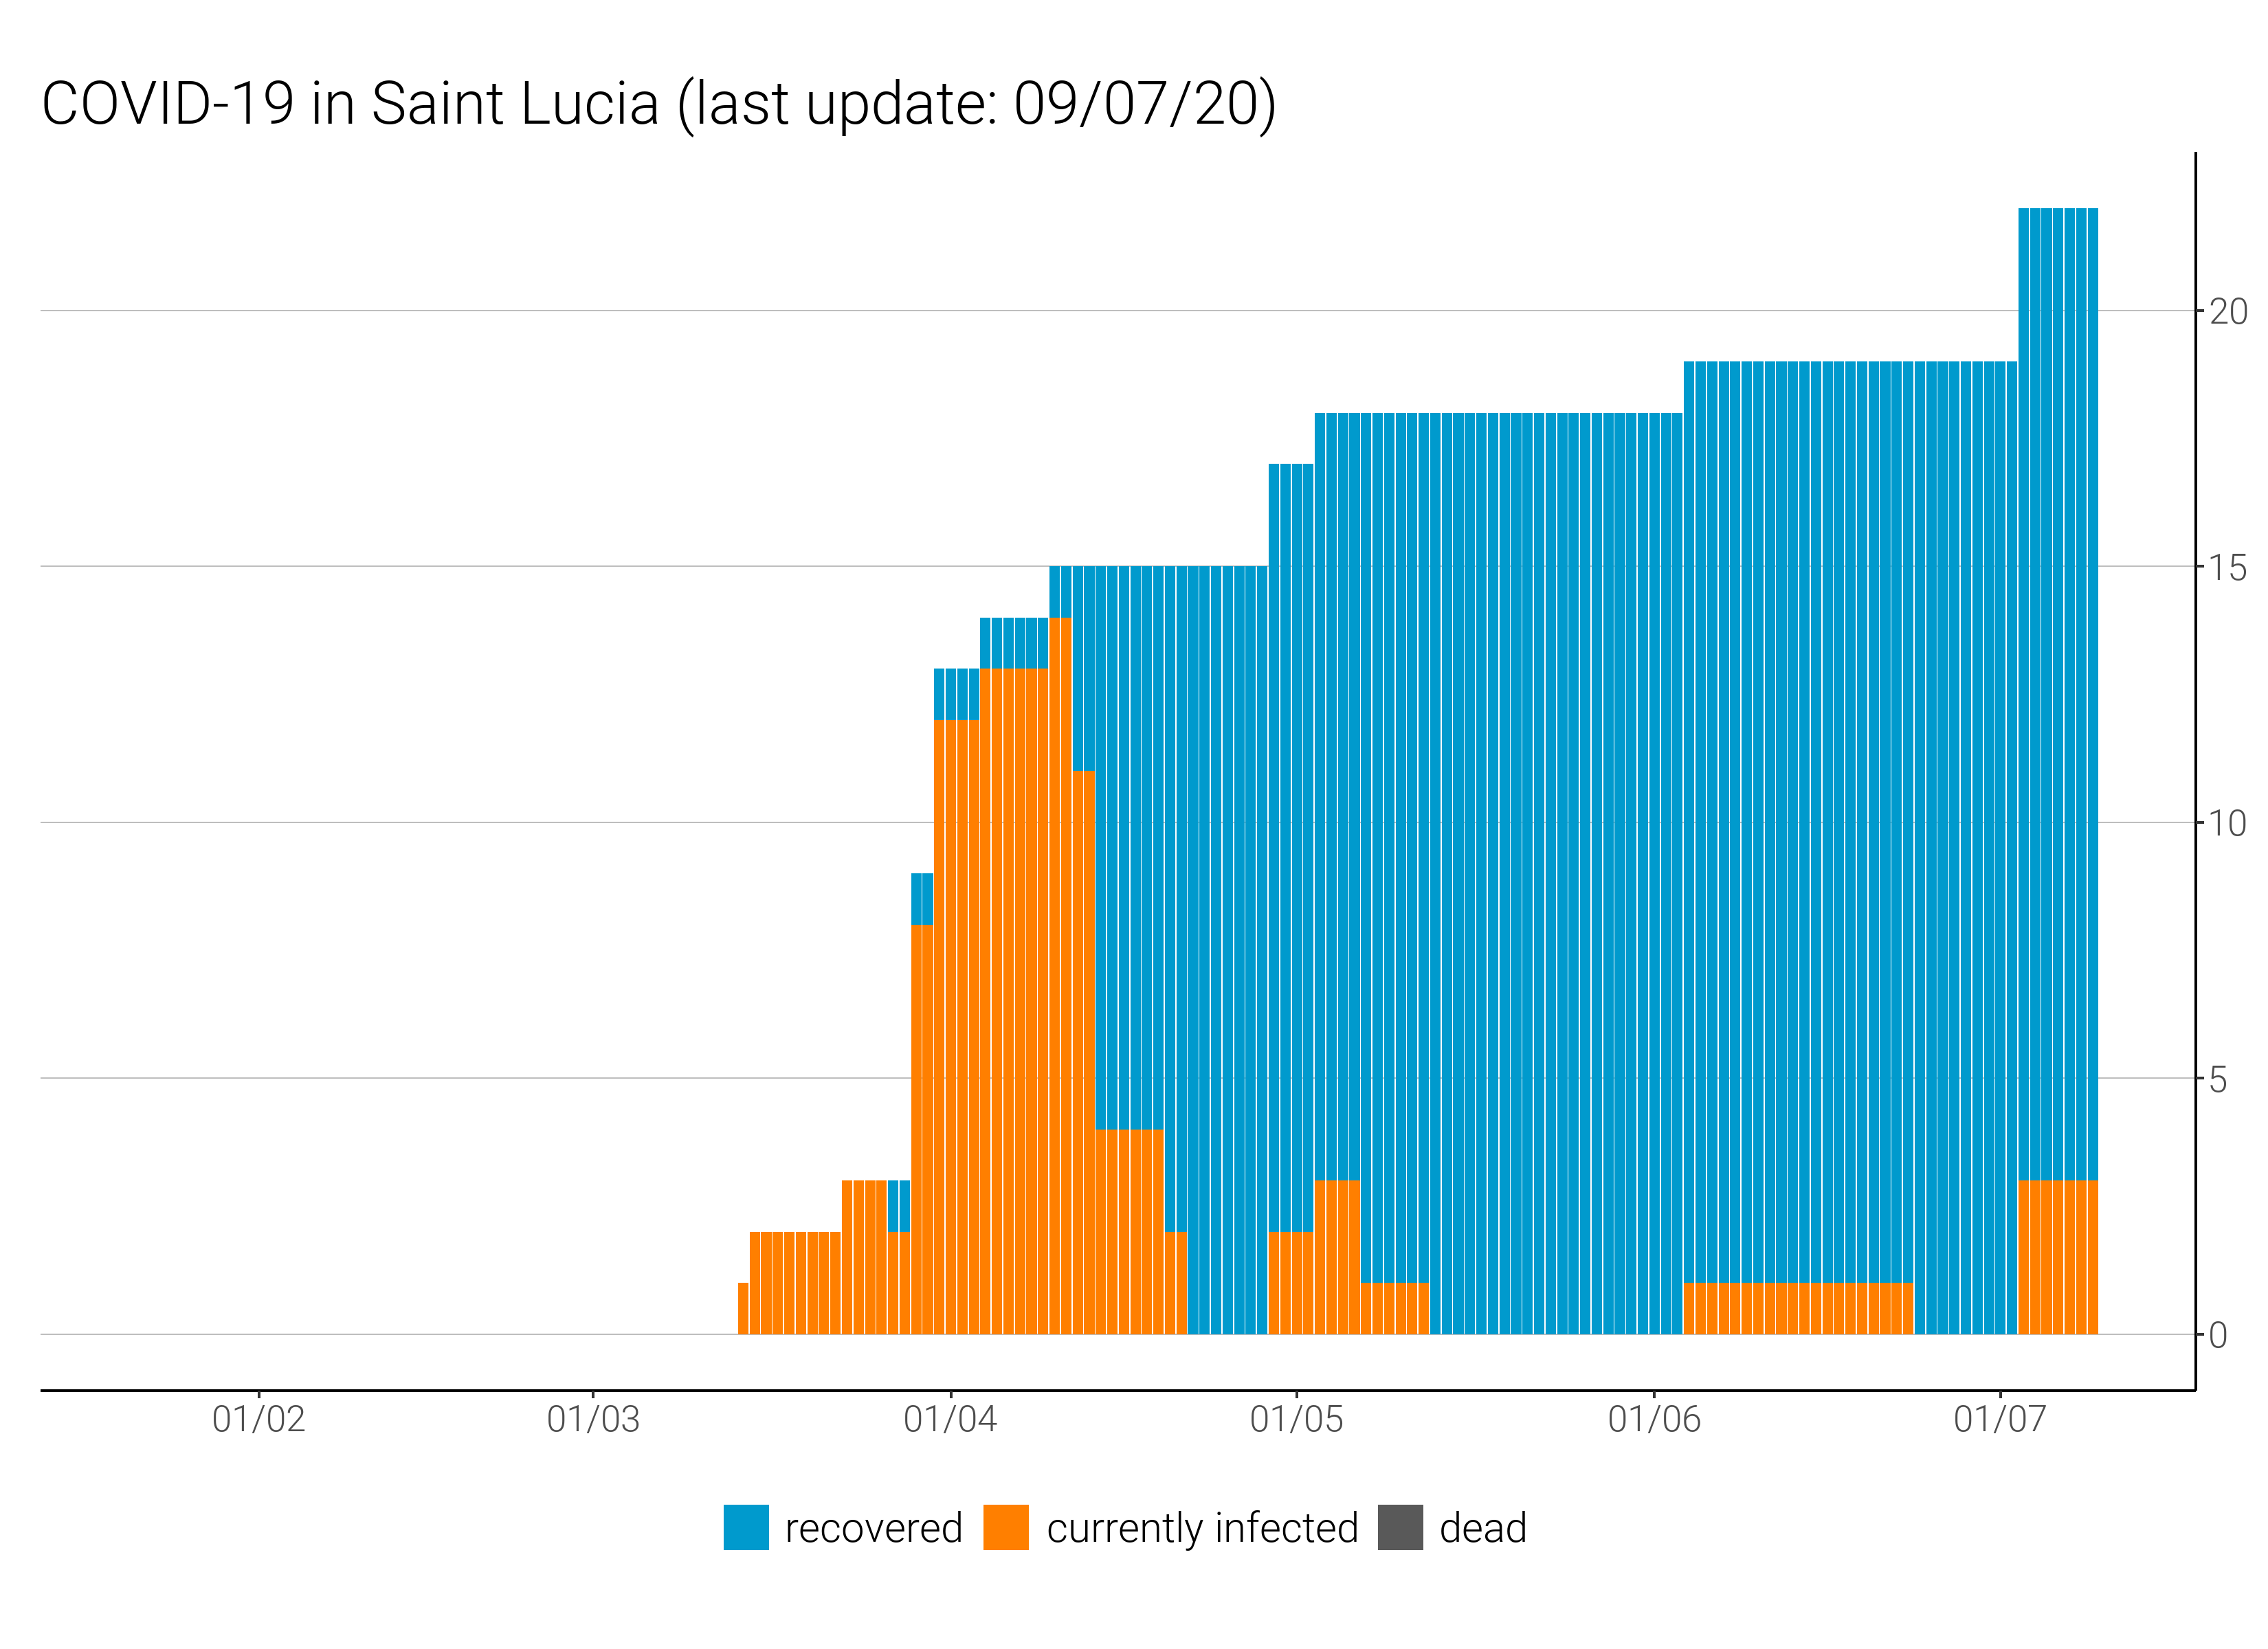 COVID-19 in Saint Lucia (last update: 09/07/20)
20
15
10
5
0
01/02 01/03 01/04 01/05 01/06 01/07
recovered currently infected dead